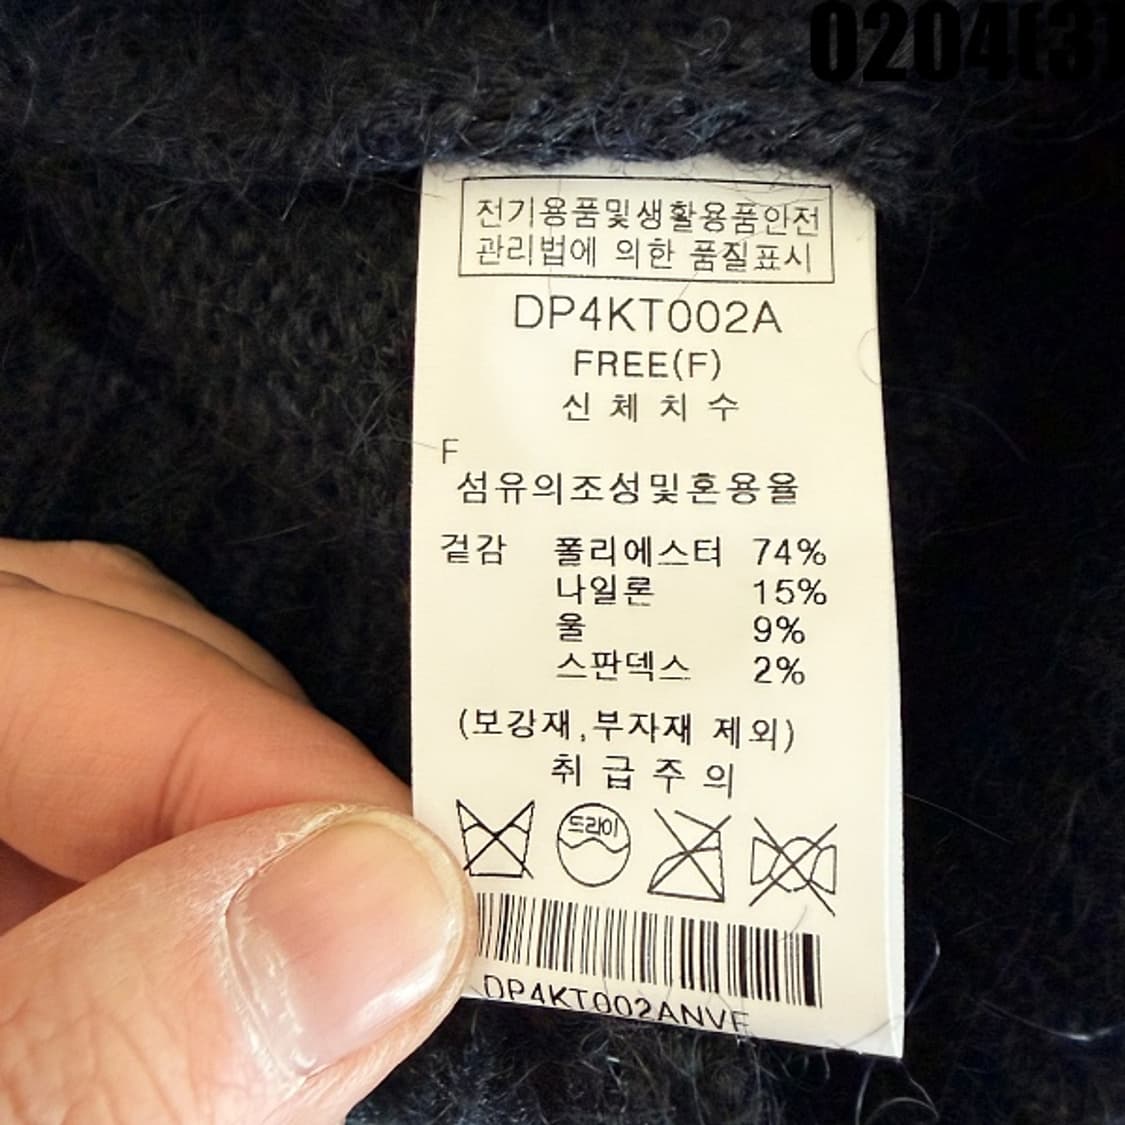 0204(3)
전기용품및생활용품안전
관리법에 의한 품질표시
DP4KT002A
FREE(F)
신 체 치 수
F
섬유의조성및혼용율
겉감 폴리에스터 74%
나일론 15%
울 9%
스판덱스 2%
(보강재,부자재 제외)
취 급 주 의
드라이
DP4KT002ANVF